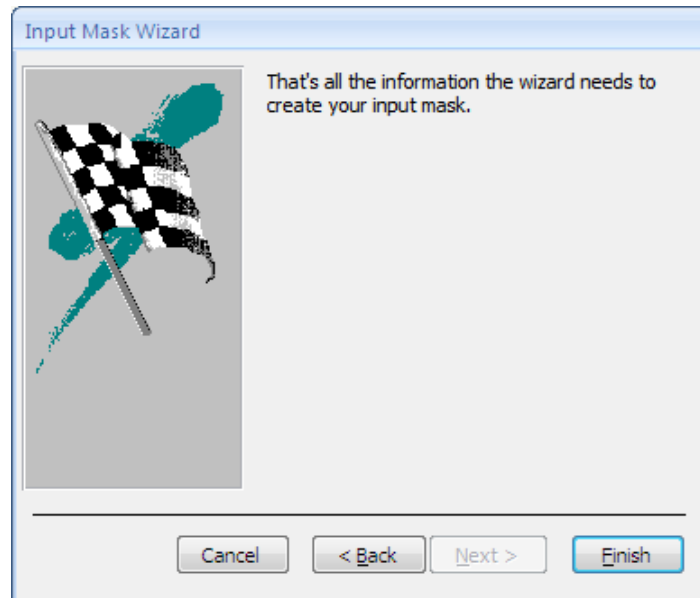 Input Mask Wizard
That's all the information the wizard needs to
create your input mask.
Cancel
< Back
Next >
Finish